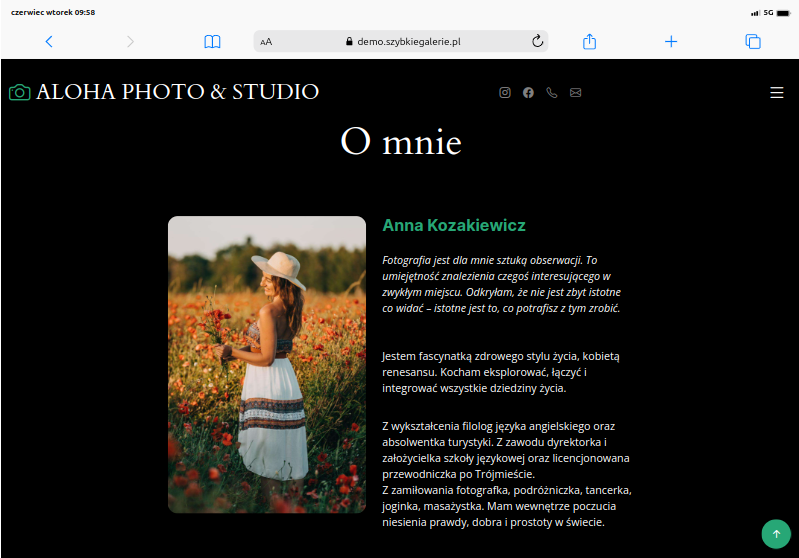 czerwiec wtorek 09:58
5G
AA
demo.szybkiegalerie.pl
ALOHA PHOTO & STUDIO
O mnie
Anna Kozakiewicz
Fotografia jest dla mnie sztuką obserwacji. To
umiejętność znalezienia czegoś interesującego w
zwykłym miejscu. Odkryłam, że nie jest zbyt istotne
co widać – istotne jest to, co potrafisz z tym zrobić.
Jestem fascynatką zdrowego stylu życia, kobietą
renesansu. Kocham eksplorować, łączyć i
integrować wszystkie dziedziny życia.
Z wykształcenia filolog języka angielskiego oraz
absolwentka turystyki. Z zawodu dyrektorka i
założycielka szkoły językowej oraz licencjonowana
przewodniczka po Trójmieście.
Z zamiłowania fotografka, podróżniczka, tancerka,
joginka, masażystka. Mam wewnętrze poczucia
niesienia prawdy, dobra i prostoty w świecie.